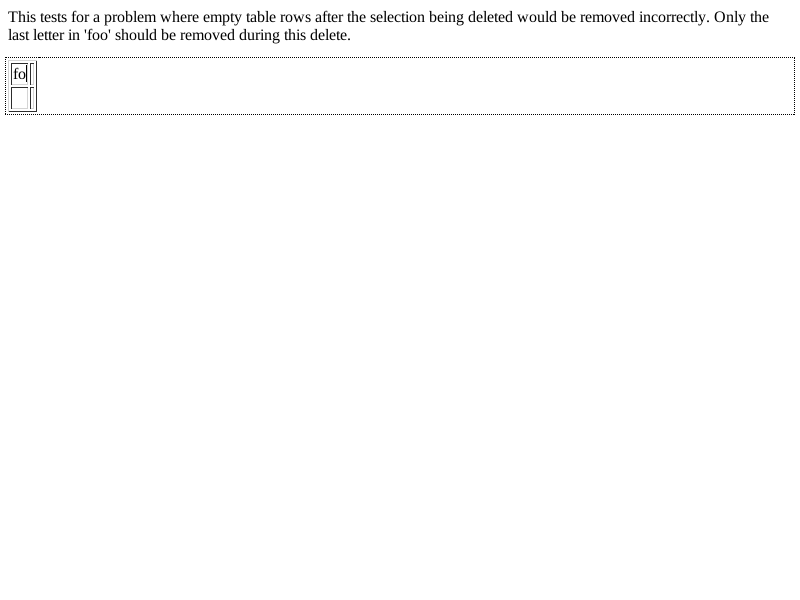 This tests for a problem where empty table rows after the selection being deleted would be removed incorrectly. Only the
last letter in 'foo' should be removed during this delete.
fo